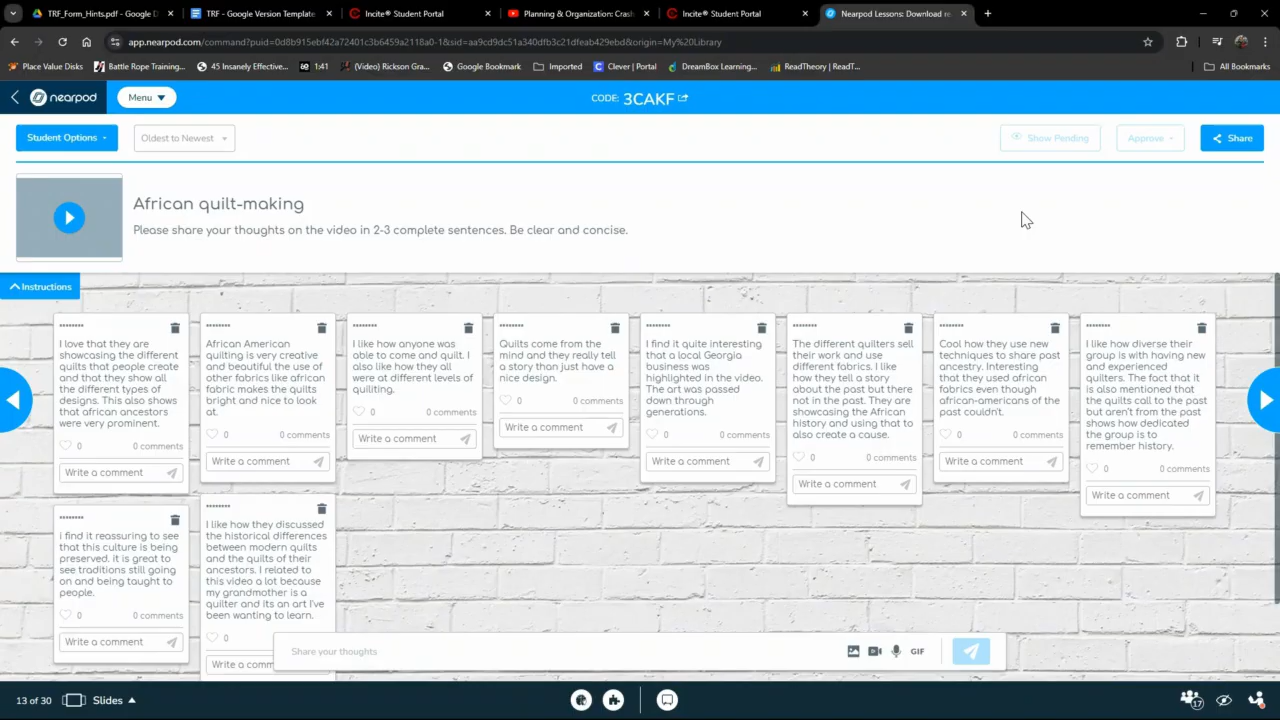 TRF_Form_Hints.pdf - Google D
TRF - Google Version Template
Incite® Student Portal
Planning & Organization: Crash
Incite® Student Portal
Nearpod Lessons: Download re
app.nearpod.com/command?puid=0d8b915ebf42a72401c3b6459a2118a0-1&sid=aa9cd9dc51a340dfb3c21dfeab429ebd&origin=My%20Library
Place Value Disks
Battle Rope Training...
45 Insanely Effective...
1:41
(Video) Rickson Gra...
Google Bookmark
Imported
Clever | Portal
DreamBox Learning...
ReadTheory | ReadT...
All Bookmarks
nearpod
Menu
CODE: 3CAKF
Student Options
Oldest to Newest
Show Pending
Approve
Share
African quilt-making
Please share your thoughts on the video in 2-3 complete sentences. Be clear and concise.
Instructions
I love that they are
showcasing the different
quilts that people create
and that they show all
the different types of
designs. This also shows
that african ancestors
were very prominent.
0
0 comments
Write a comment
African American
quilting is very creative
and beautiful the use of
other fabrics like african
fabric makes the quilts
bright and nice to look
at.
0
0 comments
Write a comment
I like how anyone was
able to come and quilt. I
also like how they all
were at different levels of
quilting.
0
0 comments
Write a comment
Quilts come from the
mind and they really tell
a story than just have a
nice design.
0
0 comments
Write a comment
I find it quite interesting
that a local Georgia
business was
highlighted in the video.
The art was passed
down through
generations.
0
0 comments
Write a comment
The different quilters sell
their work and use
different fabrics. I like
how they tell a story
about the past but there
not in the past. They are
showcasing the African
history and using that to
also create a cause.
0
0 comments
Write a comment
Cool how they use new
techniques to share past
ancestry. Interesting
that they used african
fabrics even though
african-americans of the
past couldn't.
0
0 comments
Write a comment
I like how diverse their
group is with having new
and experienced
quilters. The fact that it
is also mentioned that
the quilts call to the past
but aren't from the past
shows how dedicated
the group is to
remember history.
0
0 comments
Write a comment
i find it reassuring to see
that this culture is being
preserved. it is great to
see traditions still going
on and being taught to
people.
0
0 comments
Write a comment
I like how they discussed
the historical differences
between modern quilts
and the quilts of their
ancestors. I related to
this video a lot because
my grandmother is a
quilter and its an art I've
been wanting to learn.
0
Write a comm
Share your thoughts
GIF
13 of 30
Slides
17